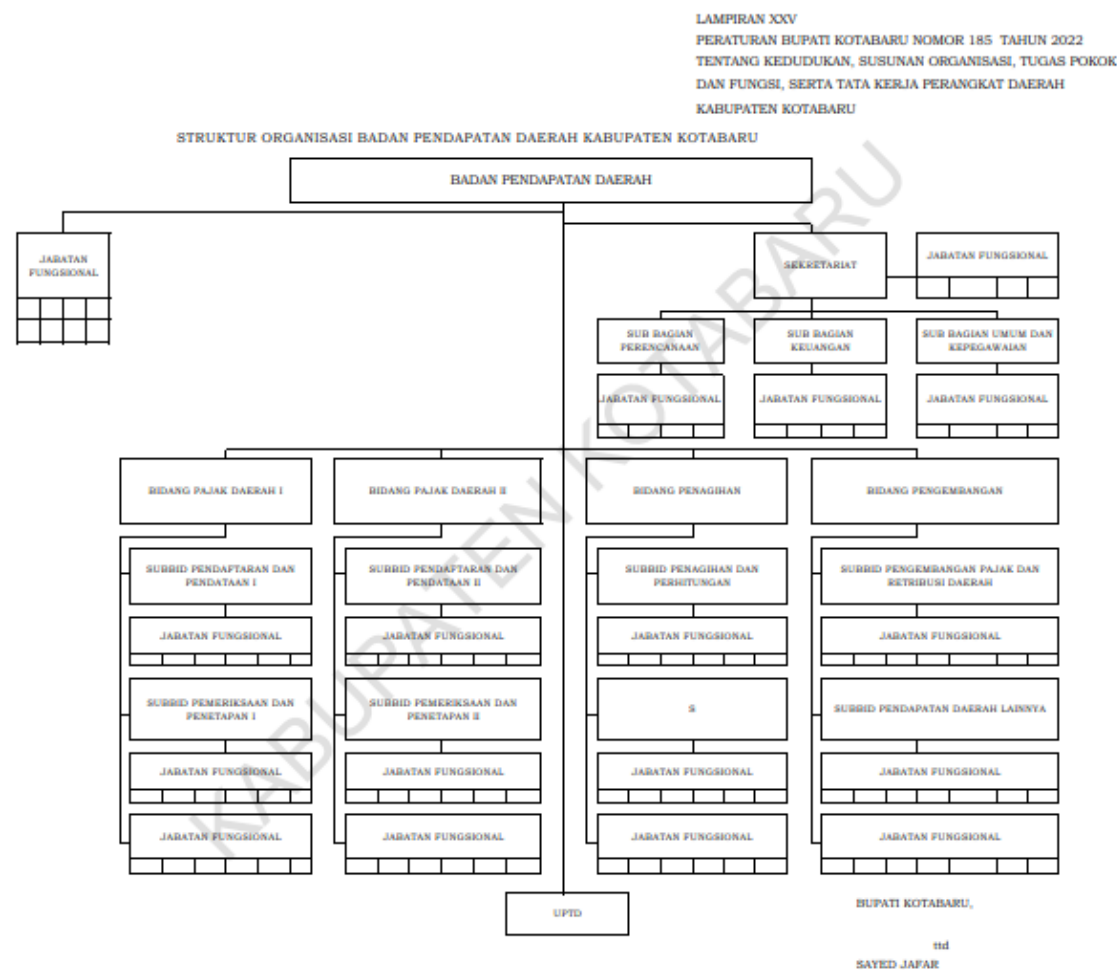 LAMPIRAN XXV
PERATURAN BUPATI KOTABARU NOMOR 185 TAHUN 2022
TENTANG KEDUDUKAN, SUSUNAN ORGANISASI, TUGAS POKOK
DAN FUNGSI, SERTA TATA KERJA PERANGKAT DAERAH
KABUPATEN KOTABARU
STRUKTUR ORGANISASI BADAN PENDAPATAN DAERAH KABUPATEN KOTABARU
BADAN PENDAPATAN DAERAH
JABATAN
FUNGSIONAL
SEKRETARIAT
JABATAN FUNGSIONAL
SUB BAGIAN
PERENCANAAN
SUB BAGIAN
KEUANGAN
SUB BAGIAN UMUM DAN
KEPEGAWAIAN
JABATAN FUNGSIONAL
JABATAN FUNGSIONAL
JABATAN FUNGSIONAL
BIDANG PAJAK DAERAH I
BIDANG PAJAK DAERAH II
BIDANG PENAGIHAN
BIDANG PENGEMBANGAN
SUBBID PENDAFTARAN DAN
PENDATAAN I
SUBBID PENDAFTARAN DAN
PENDATAAN II
SUBBID PENAGIHAN DAN
PERHITUNGAN
SUBBID PENGEMBANGAN PAJAK DAN
RETRIBUSI DAERAH
JABATAN FUNGSIONAL
JABATAN FUNGSIONAL
JABATAN FUNGSIONAL
JABATAN FUNGSIONAL
SUBBID PEMERIKSAAN DAN
PENETAPAN I
SUBBID PEMERIKSAAN DAN
PENETAPAN II
S
SUBBID PENDAPATAN DAERAH LAINNYA
JABATAN FUNGSIONAL
JABATAN FUNGSIONAL
JABATAN FUNGSIONAL
JABATAN FUNGSIONAL
JABATAN FUNGSIONAL
JABATAN FUNGSIONAL
JABATAN FUNGSIONAL
JABATAN FUNGSIONAL
UPTD
BUPATI KOTABARU,
ttd
SAYED JAFAR
KABUPATEN KOTABARU